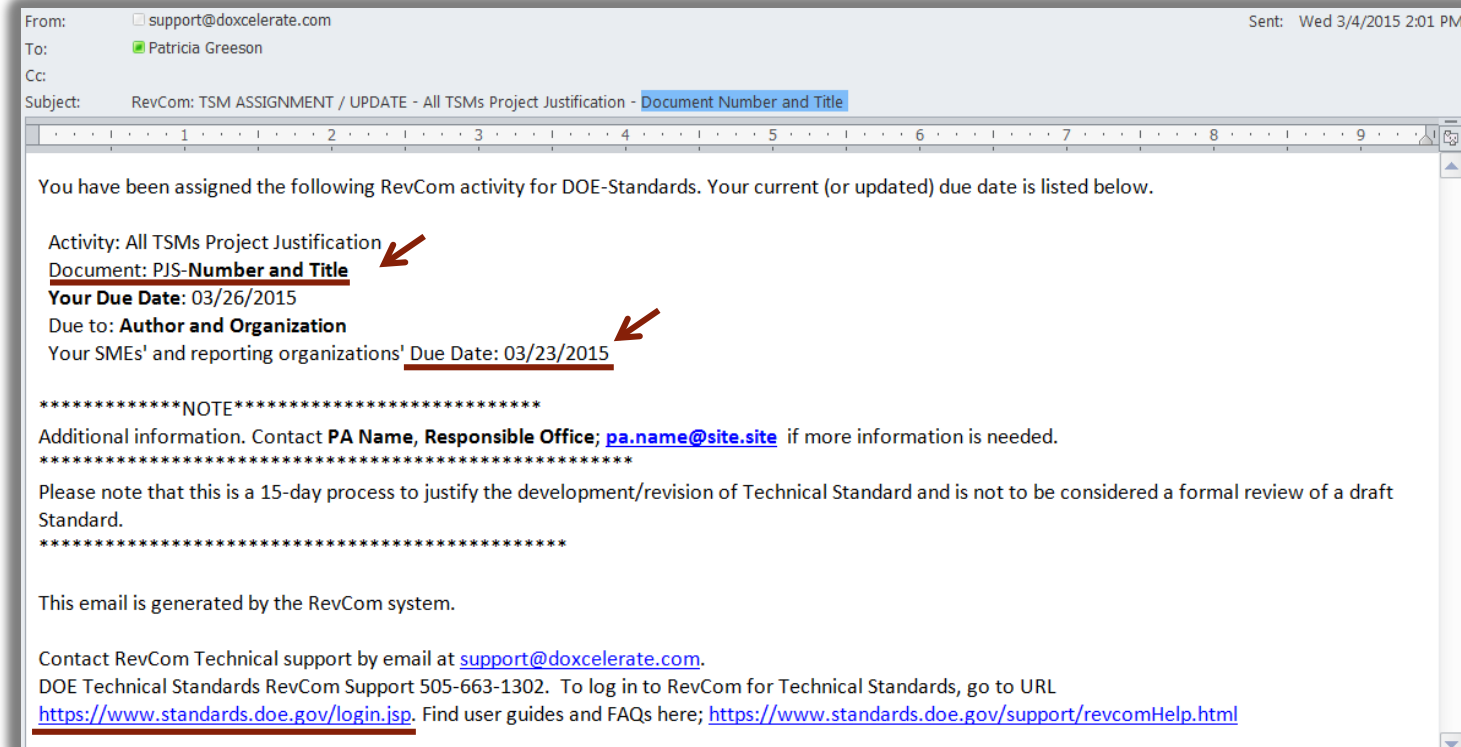 From: support@doxcelerate.com Sent: Wed 3/4/2015 2:01 PM
To: Patricia Greeson
Cc:
Subject: RevCom: TSM ASSIGNMENT / UPDATE - All TSMs Project Justification - Document Number and Title
1 2 3 4 5 6 7 8 9
You have been assigned the following RevCom activity for DOE-Standards. Your current (or updated) due date is listed below.
Activity: All TSMs Project Justification
Document: PJS-Number and Title
Your Due Date: 03/26/2015
Due to: Author and Organization
Your SMEs' and reporting organizations' Due Date: 03/23/2015
*************NOTE****************************
Additional information. Contact PA Name, Responsible Office; pa.name@site.site if more information is needed.
******************************************************
Please note that this is a 15-day process to justify the development/revision of Technical Standard and is not to be considered a formal review of a draft
Standard.
************************************************
This email is generated by the RevCom system.
Contact RevCom Technical support by email at support@doxcelerate.com.
DOE Technical Standards RevCom Support 505-663-1302. To log in to RevCom for Technical Standards, go to URL
https://www.standards.doe.gov/login.jsp. Find user guides and FAQs here; https://www.standards.doe.gov/support/revcomHelp.html